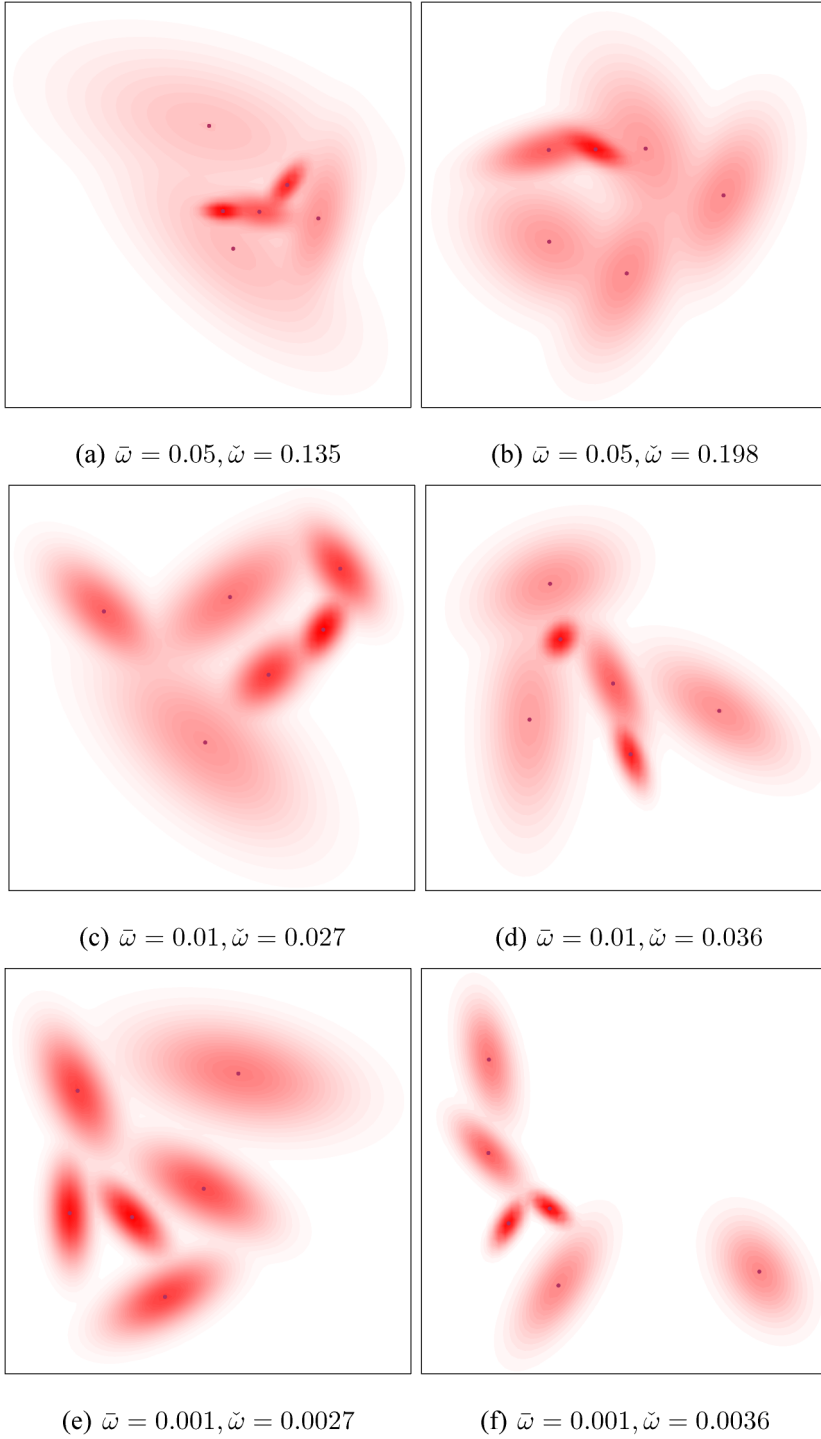 (a) ω̄ = 0.05, ω̌ = 0.135
(b) ω̄ = 0.05, ω̌ = 0.198
(c) ω̄ = 0.01, ω̌ = 0.027
(d) ω̄ = 0.01, ω̌ = 0.036
(e) ω̄ = 0.001, ω̌ = 0.0027
(f) ω̄ = 0.001, ω̌ = 0.0036